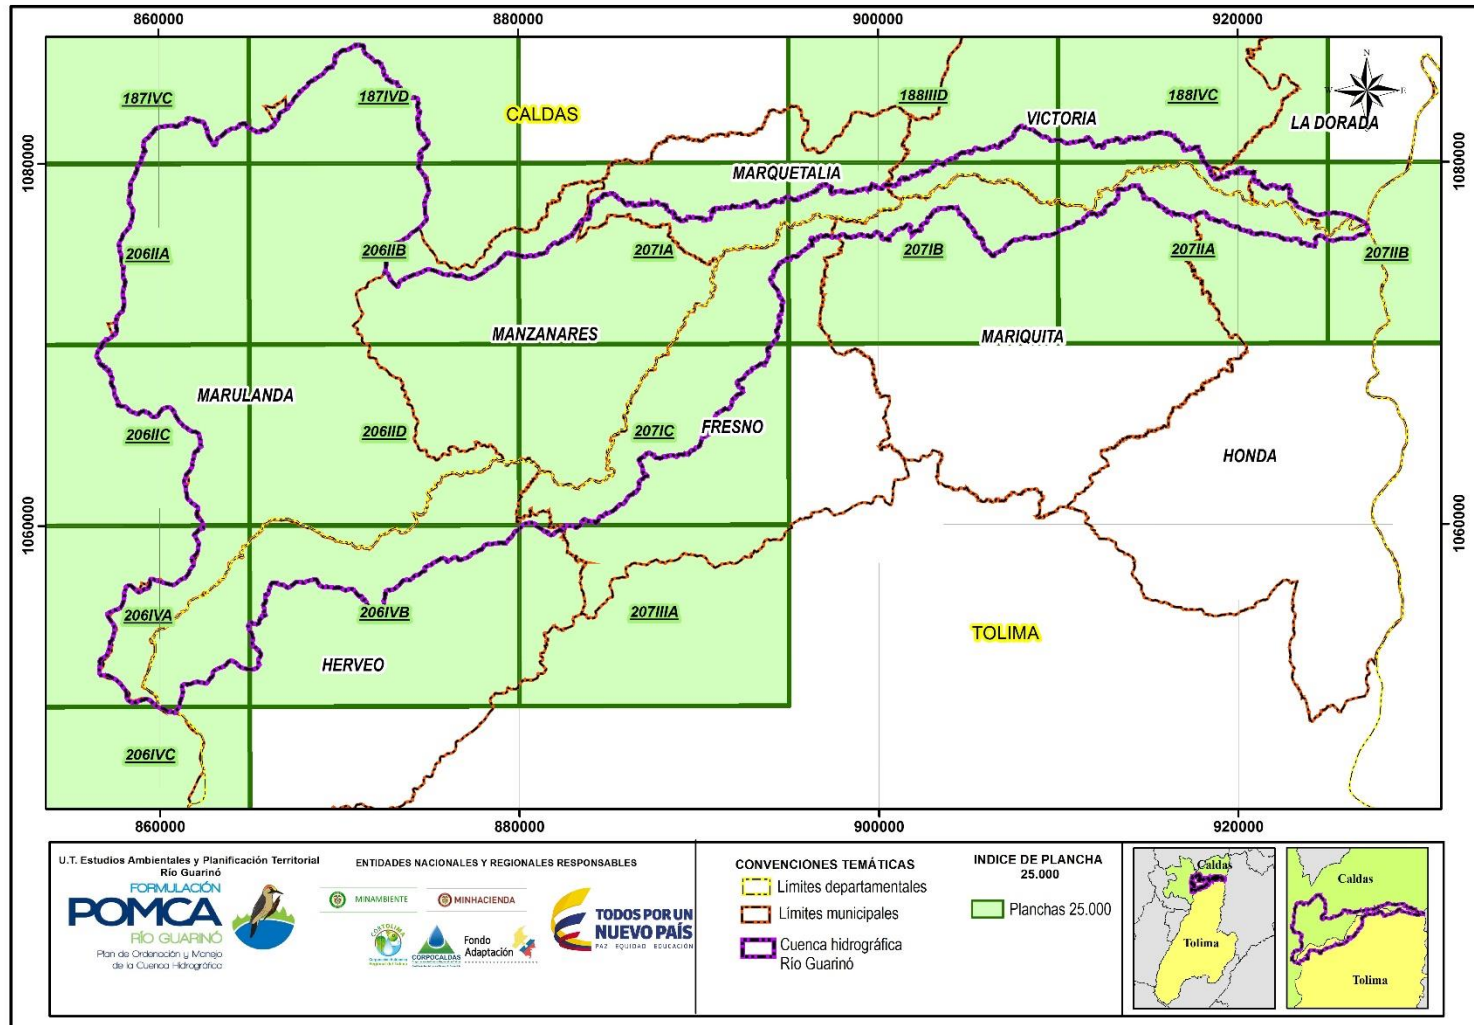 860000 880000 900000 920000
187IVC
187IVD
CALDAS
188IIID
188IVC
VICTORIA
LA DORADA
N
W E
S
1080000
1080000
MARQUETALIA
206IIA
206IIB
207IA
207IB
207IIA
207IIB
MANZANARES
MARIQUITA
MARULANDA
206IIC
206IID
207IC
FRESNO
HONDA
1060000
1060000
206IVA
206IVB
207IIIA
TOLIMA
HERVEO
206IVC
860000 880000 900000 920000
U.T. Estudios Ambientales y Planificación Territorial
Río Guarinó
FORMULACIÓN
POMCA
RÍO GUARINÓ
Plan de Ordenación y Manejo
de la Cuenca Hidrográfica
ENTIDADES NACIONALES Y REGIONALES RESPONSABLES
MINAMBIENTE
MINHACIENDA
CORTOLIMA
CORPOCALDAS
Fondo
Adaptación
TODOS POR UN
NUEVO PAÍS
PAZ EQUIDAD EDUCACIÓN
CONVENCIONES TEMÁTICAS
Límites departamentales
Límites municipales
Cuenca hidrográfica
Río Guarinó
INDICE DE PLANCHA
25.000
Planchas 25.000
Caldas
Tolima
Caldas
Tolima